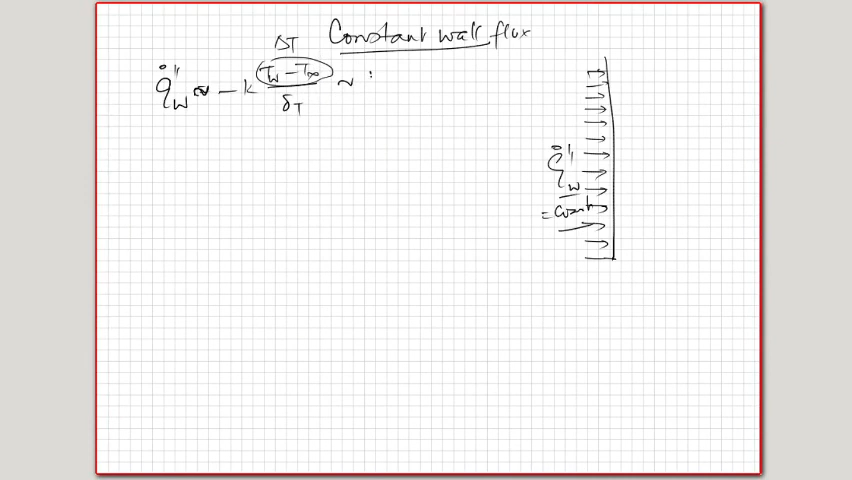 Constant wall flux
ΔT
q̇''w ~ - k (Tw - T∞) / δT ~
q̇''w
= const